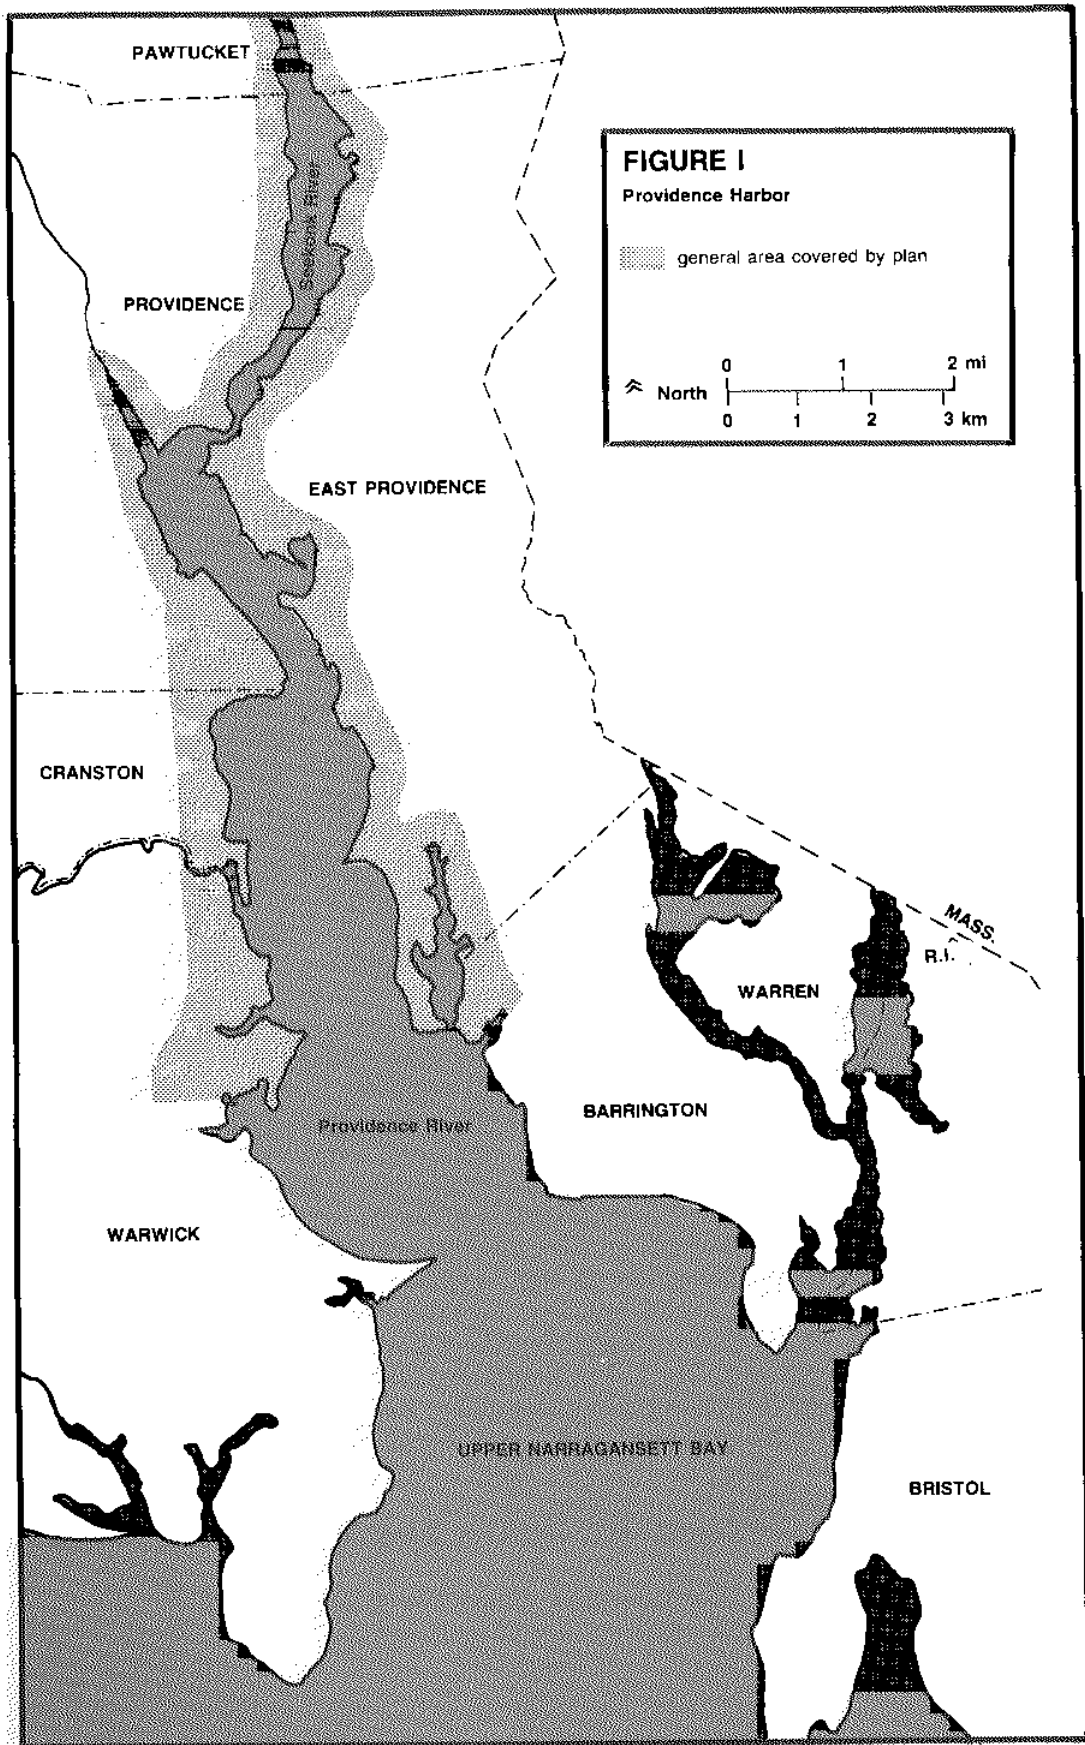 PAWTUCKET
FIGURE I
Providence Harbor
Seekonk River
general area covered by plan
PROVIDENCE
0 1 2 mi
North
0 1 2 3 km
EAST PROVIDENCE
CRANSTON
MASS.
R.I.
WARREN
BARRINGTON
Providence River
WARWICK
UPPER NARRAGANSETT BAY
BRISTOL